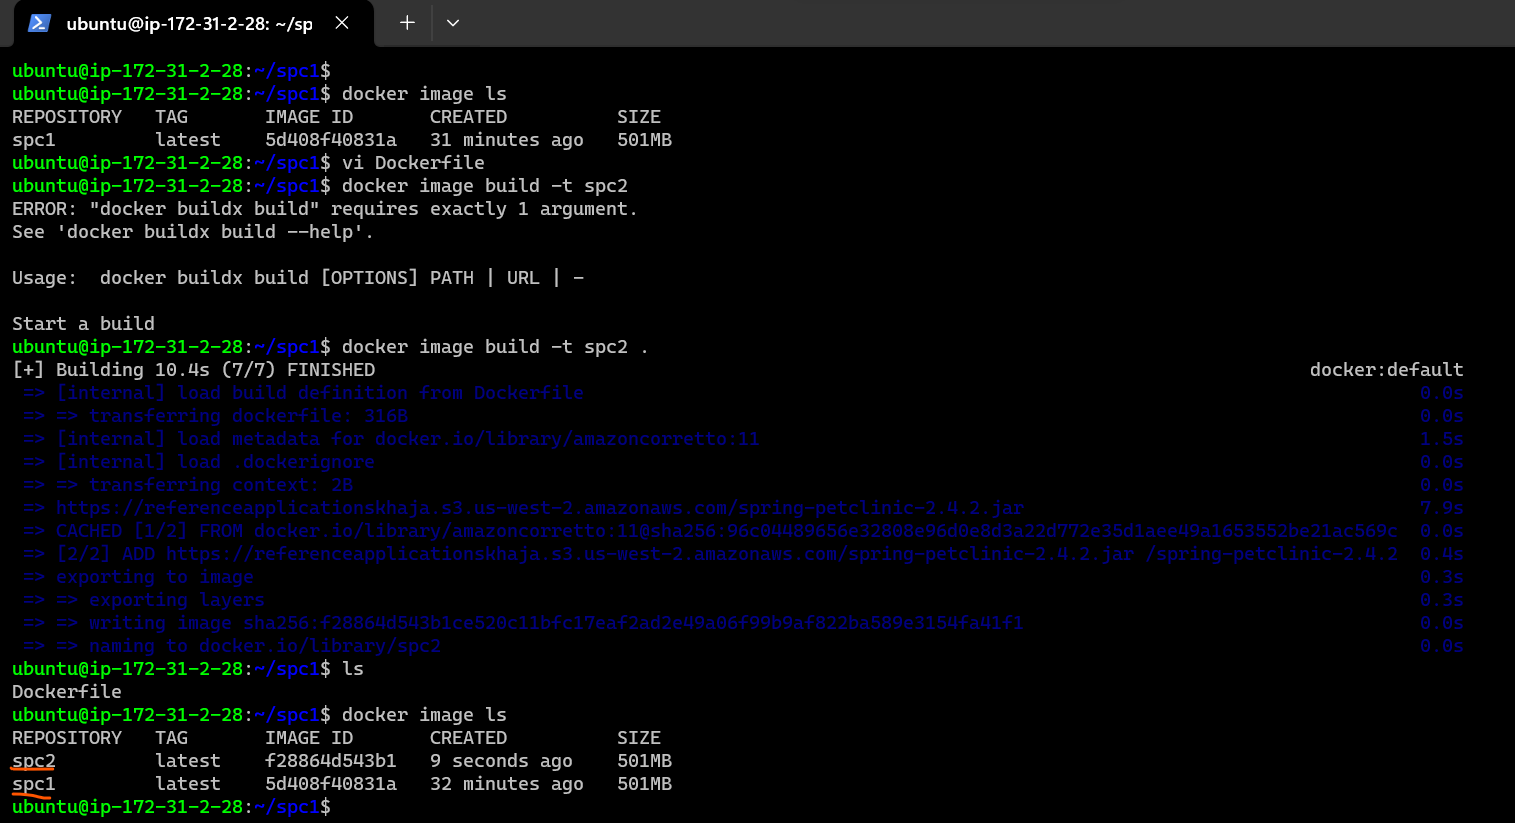 ubuntu@ip-172-31-2-28: ~/sp
ubuntu@ip-172-31-2-28:~/spc1$
ubuntu@ip-172-31-2-28:~/spc1$ docker image ls
REPOSITORY   TAG       IMAGE ID       CREATED          SIZE
spc1         latest    5d408f40831a   31 minutes ago   501MB
ubuntu@ip-172-31-2-28:~/spc1$ vi Dockerfile
ubuntu@ip-172-31-2-28:~/spc1$ docker image build -t spc2
ERROR: "docker buildx build" requires exactly 1 argument.
See 'docker buildx build --help'.
Usage:  docker buildx build [OPTIONS] PATH | URL | -
Start a build
ubuntu@ip-172-31-2-28:~/spc1$ docker image build -t spc2 .
[+] Building 10.4s (7/7) FINISHED docker:default
=> [internal] load build definition from Dockerfile 0.0s
=> => transferring dockerfile: 316B 0.0s
=> [internal] load metadata for docker.io/library/amazoncorretto:11 1.5s
=> [internal] load .dockerignore 0.0s
=> => transferring context: 2B 0.0s
=> https://referenceapplicationskhaja.s3.us-west-2.amazonaws.com/spring-petclinic-2.4.2.jar 7.9s
=> CACHED [1/2] FROM docker.io/library/amazoncorretto:11@sha256:96c04489656e32808e96d0e8d3a22d772e35d1aee49a1653552be21ac569c 0.0s
=> [2/2] ADD https://referenceapplicationskhaja.s3.us-west-2.amazonaws.com/spring-petclinic-2.4.2.jar /spring-petclinic-2.4.2 0.4s
=> exporting to image 0.3s
=> => exporting layers 0.3s
=> => writing image sha256:f28864d543b1ce520c11bfc17eaf2ad2e49a06f99b9af822ba589e3154fa41f1 0.0s
=> => naming to docker.io/library/spc2 0.0s
ubuntu@ip-172-31-2-28:~/spc1$ ls
Dockerfile
ubuntu@ip-172-31-2-28:~/spc1$ docker image ls
REPOSITORY   TAG       IMAGE ID       CREATED          SIZE
spc2         latest    f28864d543b1   9 seconds ago    501MB
spc1         latest    5d408f40831a   32 minutes ago   501MB
ubuntu@ip-172-31-2-28:~/spc1$